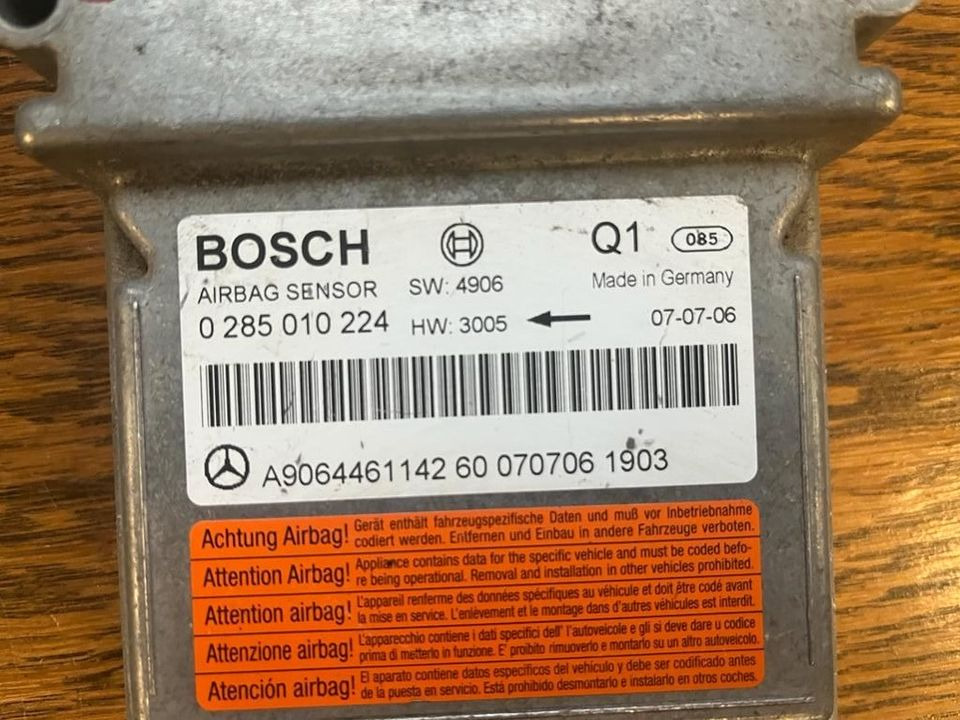 BOSCH Q1 085
AIRBAG SENSOR SW: 4906 Made in Germany
0 285 010 224 HW: 3005 07-07-06
A9064461142 60 070706 1903
Achtung Airbag! Gerät enthält fahrzeugspezifische Daten und muß vor Inbetriebnahme
codiert werden. Entfernen und Einbau in andere Fahrzeuge verboten.
Attention Airbag! Appliance contains data for the specific vehicle and must be coded befo-
re being operational. Removal and installation in other vehicles prohibited.
Attention airbag! L'appareil renferme des données spécifiques au véhicule et doit être codé avant
la mise en service. L'enlèvement et le montage dans d'autres véhicules est interdit.
Attenzione airbag! L'apparecchio contiene i dati specifici dell' l'autoveicole e gli si deve dare u codice
prima di metterlo in funzione. E' proibito rimuoverlo e montarlo su un altro autoveicolo.
Atención airbag! El aparato contiene datos específicos del vehículo y debe ser codificado antes
de la puesta en servicio. Está prohibido desmontarlo e instalarlo en otros coches.